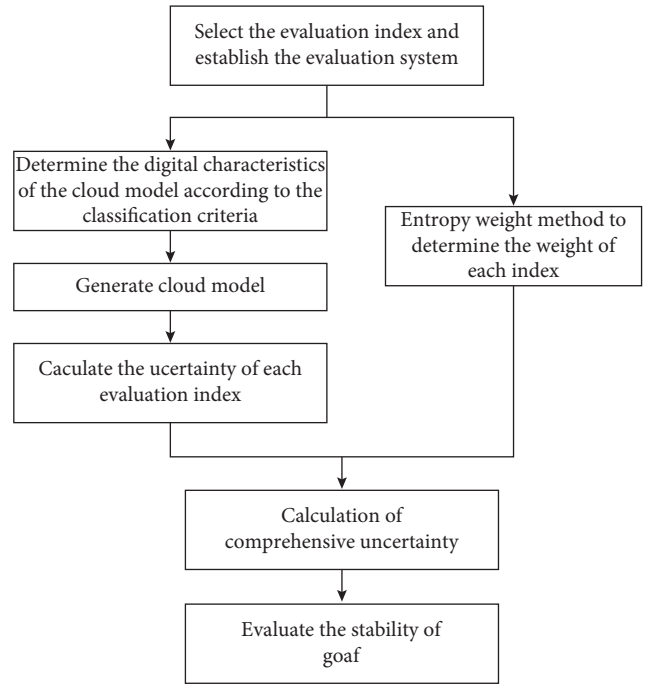 Select the evaluation index and
establish the evaluation system
Determine the digital characteristics
of the cloud model according to the
classification criteria
Generate cloud model
Caculate the ucertainty of each
evaluation index
Entropy weight method to
determine the weight of
each index
Calculation of
comprehensive uncertainty
Evaluate the stability of
goaf